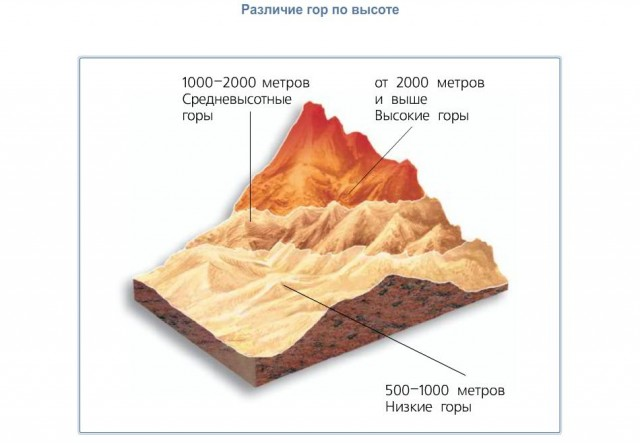 Различие гор по высоте
1000–2000 метров
Средневысотные
горы
от 2000 метров
и выше
Высокие горы
500–1000 метров
Низкие горы